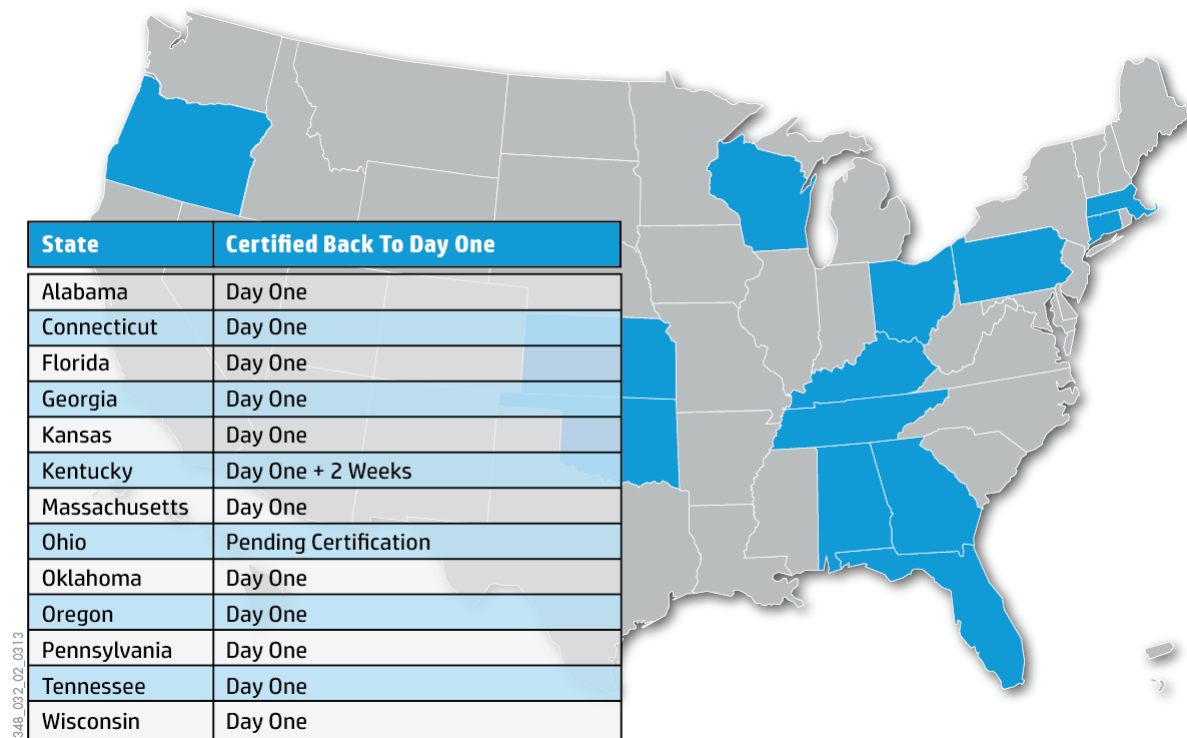 State Certified Back To Day One
Alabama Day One
Connecticut Day One
Florida Day One
Georgia Day One
Kansas Day One
Kentucky Day One + 2 Weeks
Massachusetts Day One
Ohio Pending Certification
Oklahoma Day One
Oregon Day One
Pennsylvania Day One
Tennessee Day One
Wisconsin Day One
348_032_02_0313